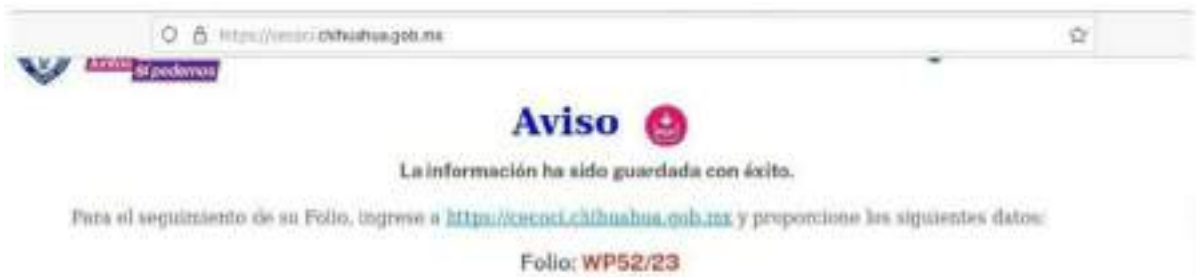 https://cecoci.chihuahua.gob.mx
Juntos
Sí podemos
Aviso
La información ha sido guardada con éxito.
Para el seguimiento de su Folio, ingrese a https://cecoci.chihuahua.gob.mx y proporcione los siguientes datos:
Folio: WP52/23